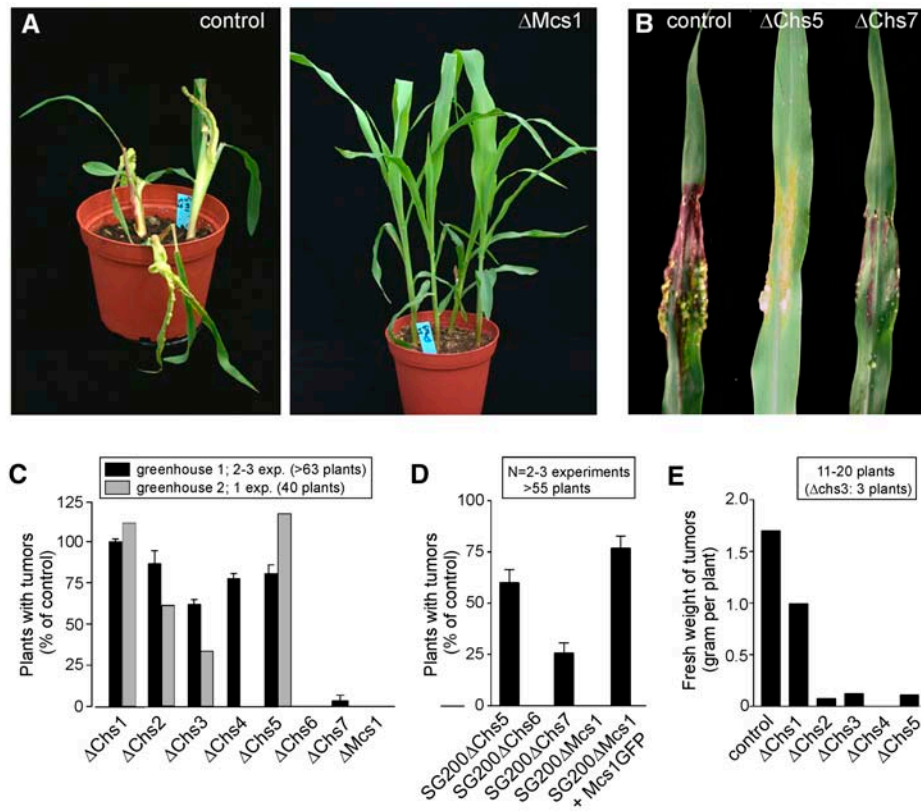 A
control
ΔMcs1
B
control
ΔChs5
ΔChs7
C
greenhouse 1; 2-3 exp. (>63 plants)
greenhouse 2; 1 exp. (40 plants)
Plants with tumors
(% of control)
125
100
75
50
25
0
ΔChs1
ΔChs2
ΔChs3
ΔChs4
ΔChs5
ΔChs6
ΔChs7
ΔMcs1
D
N=2-3 experiments
>55 plants
Plants with tumors
(% of control)
100
75
50
25
0
SG200ΔChs5
SG200ΔChs6
SG200ΔChs7
SG200ΔMcs1
SG200ΔMcs1
+ Mcs1GFP
E
11-20 plants
(Δchs3: 3 plants)
Fresh weight of tumors
(gram per plant)
2.0
1.5
1.0
0.5
0
control
ΔChs1
ΔChs2
ΔChs3
ΔChs4
ΔChs5